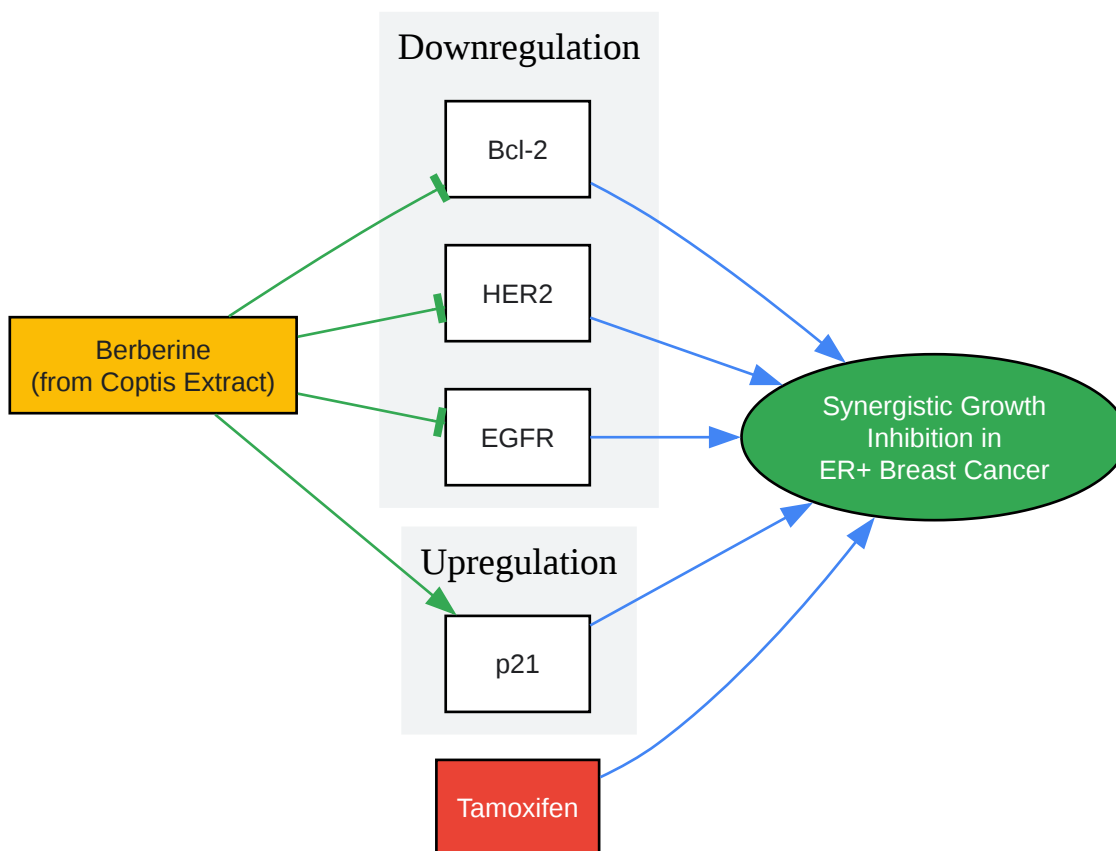 Downregulation
Bcl-2
HER2
EGFR
Berberine
(from Coptis Extract)
Synergistic Growth
Inhibition in
ER+ Breast Cancer
Upregulation
p21
Tamoxifen